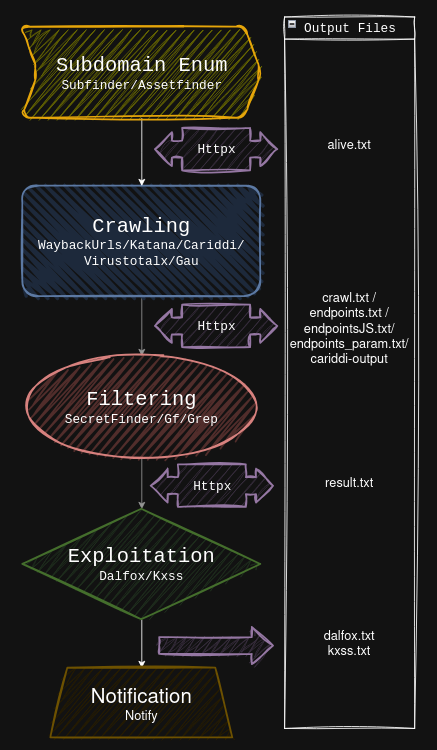 Output Files
Subdomain Enum
Subfinder/Assetfinder
Httpx
alive.txt
Crawling
WaybackUrls/Katana/Cariddi/
Virustotalx/Gau
Httpx
crawl.txt /
endpoints.txt /
endpointsJS.txt/
endpoints_param.txt/
cariddi-output
Filtering
SecretFinder/Gf/Grep
Httpx
result.txt
Exploitation
Dalfox/Kxss
dalfox.txt
kxss.txt
Notification
Notify